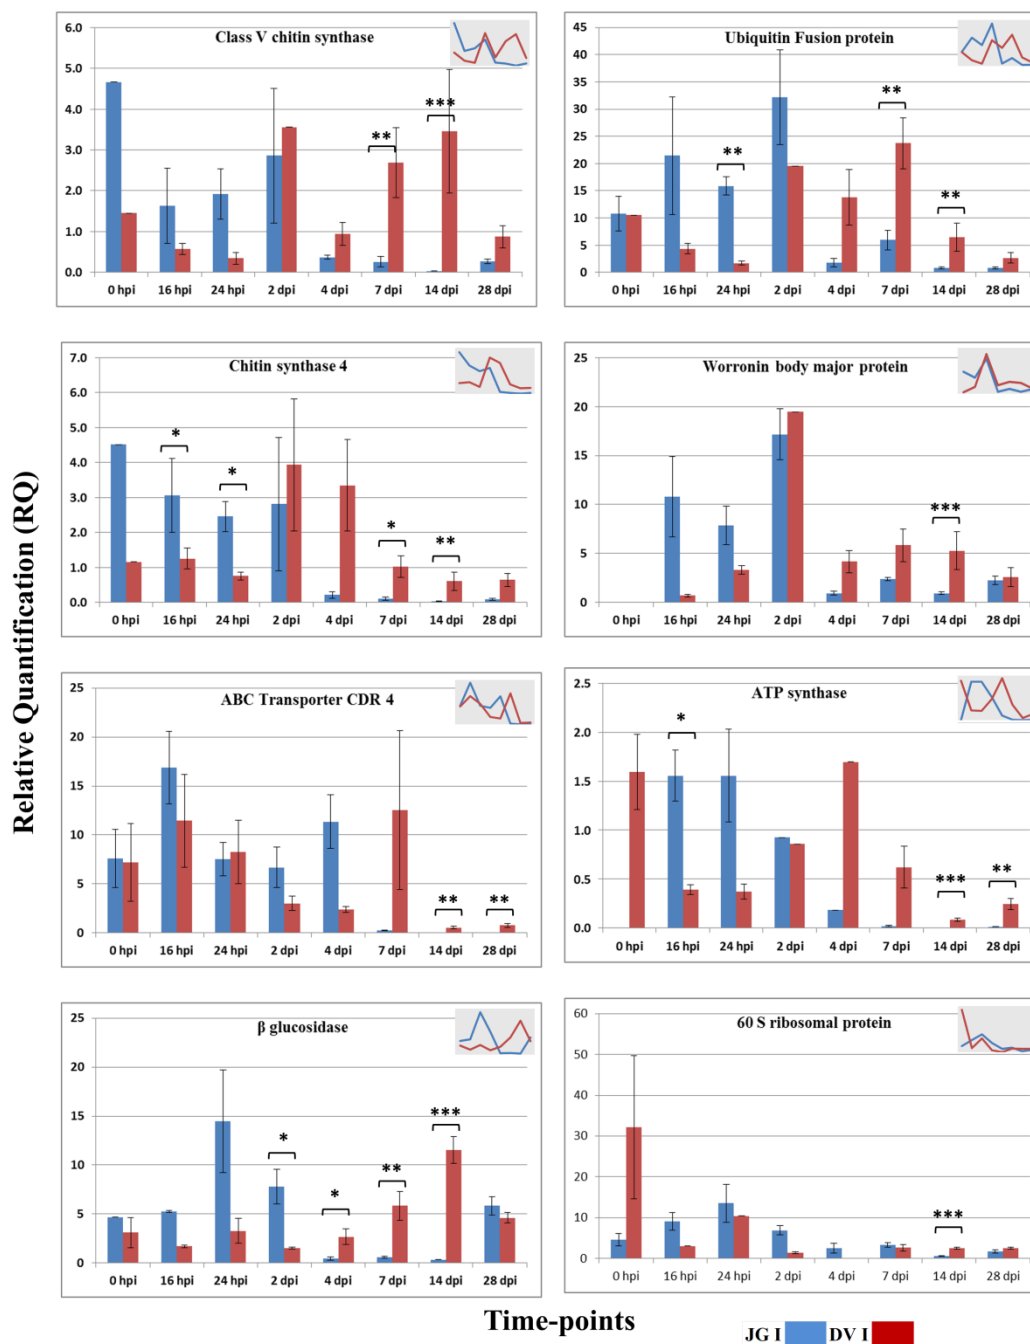 Relative Quantification (RQ)
Class V chitin synthase
6.0
5.0
4.0
3.0
2.0
1.0
0.0
** ***
0 hpi 16 hpi 24 hpi 2 dpi 4 dpi 7 dpi 14 dpi 28 dpi
Ubiquitin Fusion protein
45
40
35
30
25
20
15
10
5
0
** ** **
0 hpi 16 hpi 24 hpi 2 dpi 4 dpi 7 dpi 14 dpi 28 dpi
Chitin synthase 4
7.0
6.0
5.0
4.0
3.0
2.0
1.0
0.0
* * * **
0 hpi 16 hpi 24 hpi 2 dpi 4 dpi 7 dpi 14 dpi 28 dpi
Worronin body major protein
25
20
15
10
5
0
***
0 hpi 16 hpi 24 hpi 2 dpi 4 dpi 7 dpi 14 dpi 28 dpi
ABC Transporter CDR 4
25
20
15
10
5
0
** **
0 hpi 16 hpi 24 hpi 2 dpi 4 dpi 7 dpi 14 dpi 28 dpi
ATP synthase
2.5
2.0
1.5
1.0
0.5
0.0
* *** **
0 hpi 16 hpi 24 hpi 2 dpi 4 dpi 7 dpi 14 dpi 28 dpi
β glucosidase
25
20
15
10
5
0
* * ** ***
0 hpi 16 hpi 24 hpi 2 dpi 4 dpi 7 dpi 14 dpi 28 dpi
60 S ribosomal protein
60
50
40
30
20
10
0
***
0 hpi 16 hpi 24 hpi 2 dpi 4 dpi 7 dpi 14 dpi 28 dpi
Time-points
JG I DV I